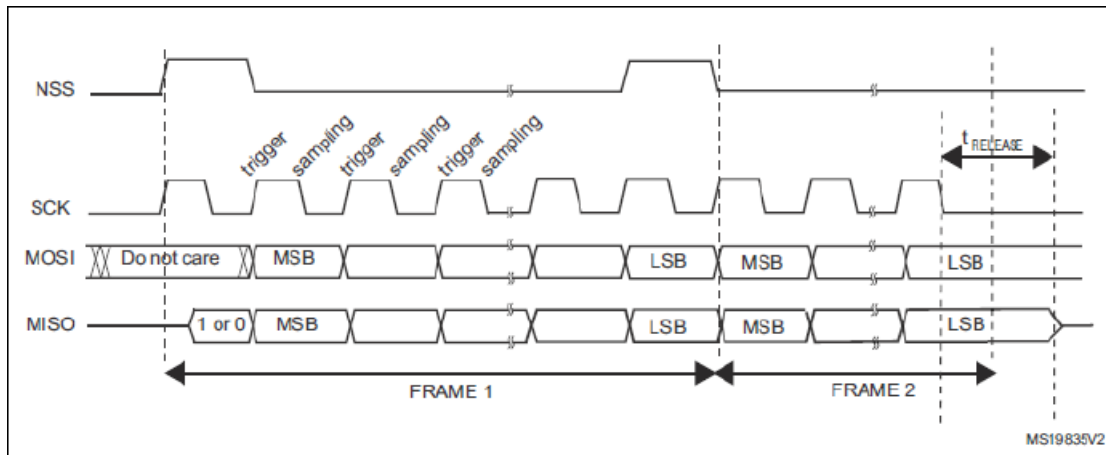 NSS
trigger sampling trigger sampling trigger sampling
tRELEASE
SCK
MOSI Do not care MSB LSB MSB LSB
MISO 1 or 0 MSB LSB MSB LSB
FRAME 1 FRAME 2
MS19835V2